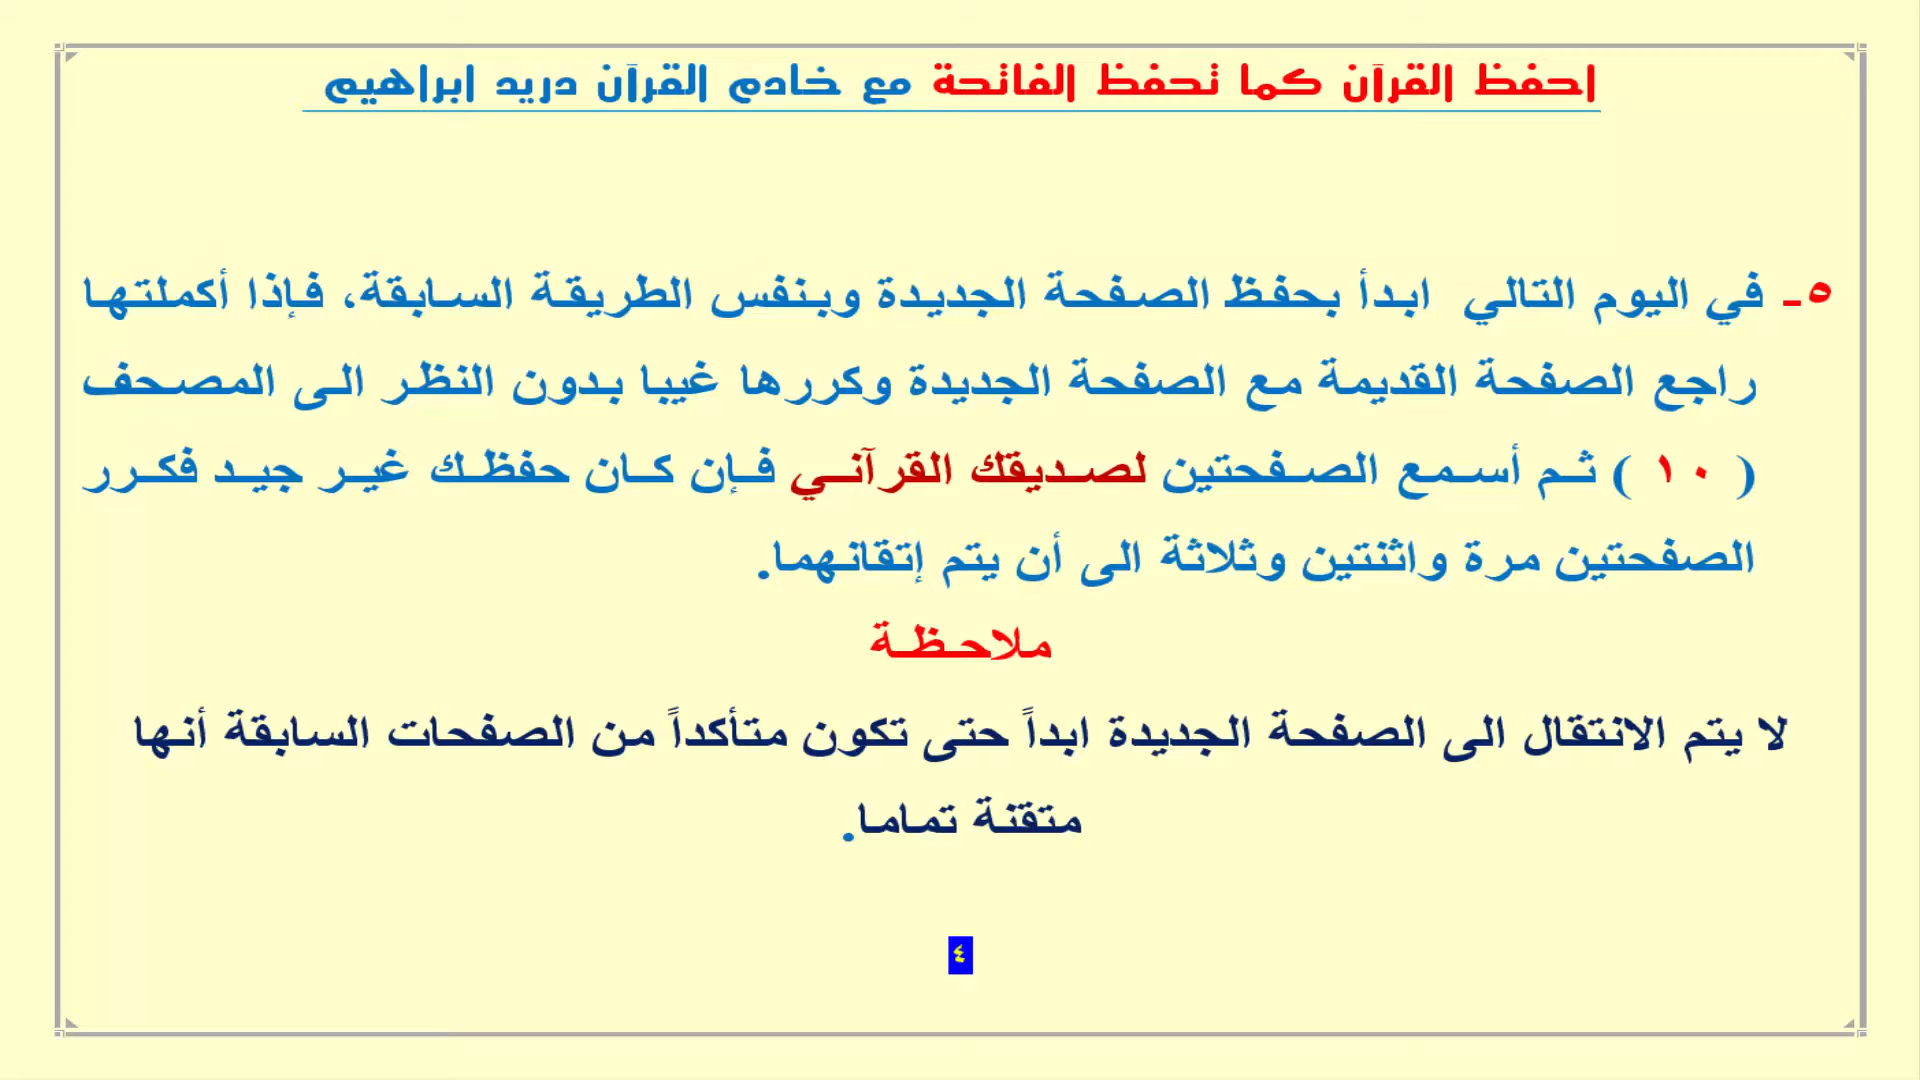 احفظ القرآن كما تحفظ الفاتحة مع خادم القرآن دريد ابراهيم
٥- في اليوم التالي ابدأ بحفظ الصفحة الجديدة وبنفس الطريقة السابقة، فإذا أكملتها
راجع الصفحة القديمة مع الصفحة الجديدة وكررها غيبا بدون النظر الى المصحف
( ١٠ ) ثم أسمع الصفحتين لصديقك القرآني فإن كان حفظك غير جيد فكرر
الصفحتين مرة واثنتين وثلاثة الى أن يتم إتقانهما.
ملاحظة
لا يتم الانتقال الى الصفحة الجديدة ابداً حتى تكون متأكداً من الصفحات السابقة أنها
متقنة تماما.
٤